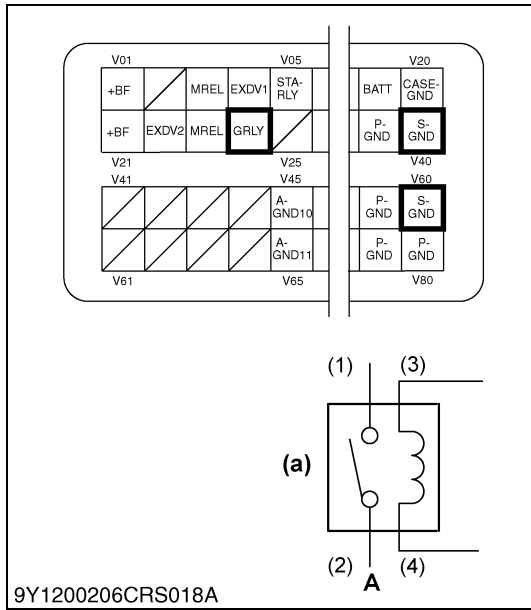 V01 V05 V20
+BF MREL EXDV1 STA-RLY BATT CASE-GND
+BF EXDV2 MREL GRLY P-GND S-GND
V21 V25 V40
V41 V45 V60
A-GND10 P-GND S-GND
A-GND11 P-GND P-GND
V61 V65 V80
(1) (3)
(a)
(2) A (4)
9Y1200206CRS018A